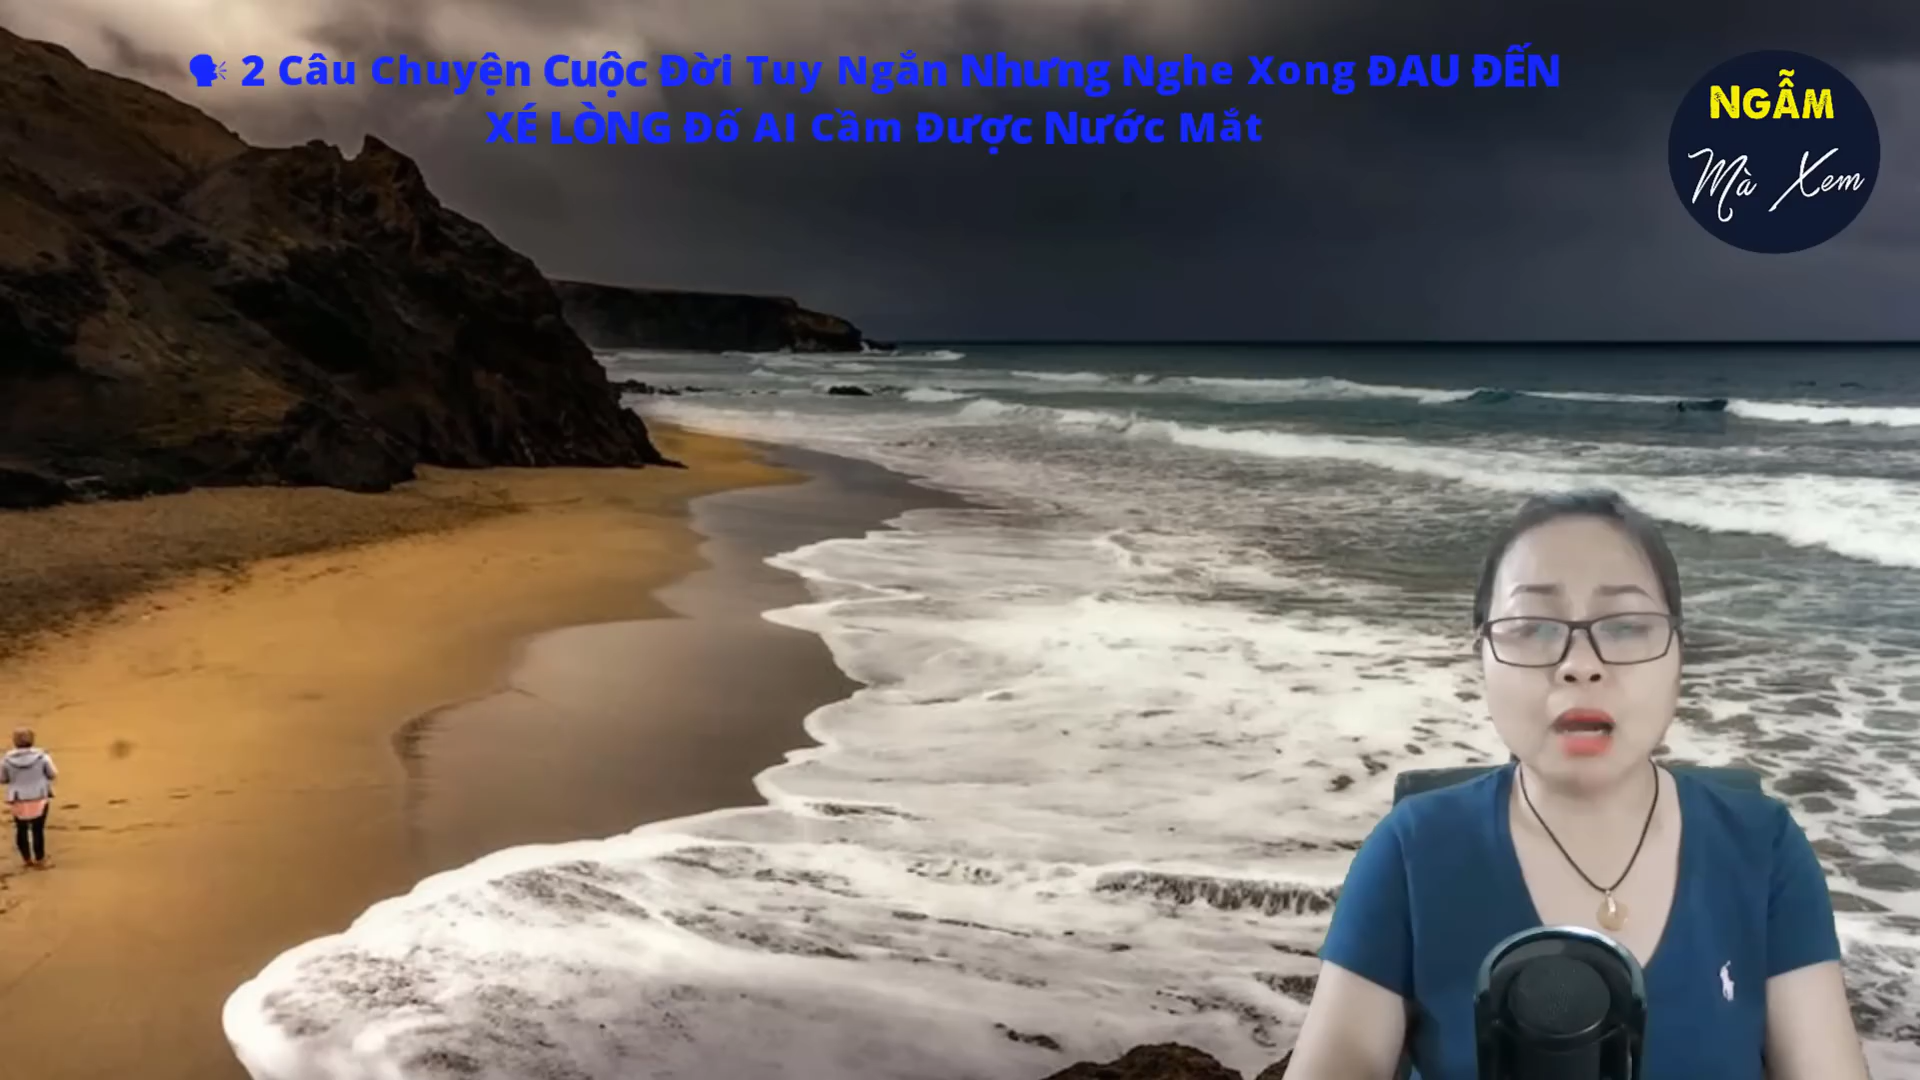 🗣 2 Câu Chuyện Cuộc Đời Tuy Ngắn Nhưng Nghe Xong ĐAU ĐẾN
XÉ LÒNG Đố AI Cầm Được Nước Mắt
NGẪM
Mà Xem